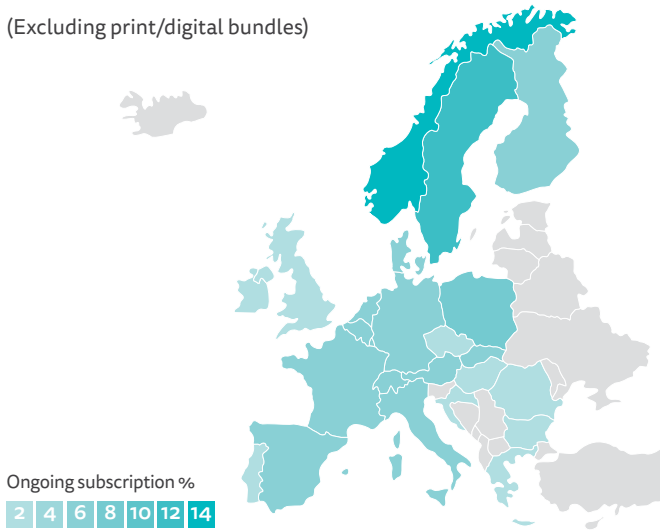 (Excluding print/digital bundles)
Ongoing subscription %
2 4 6 8 10 12 14